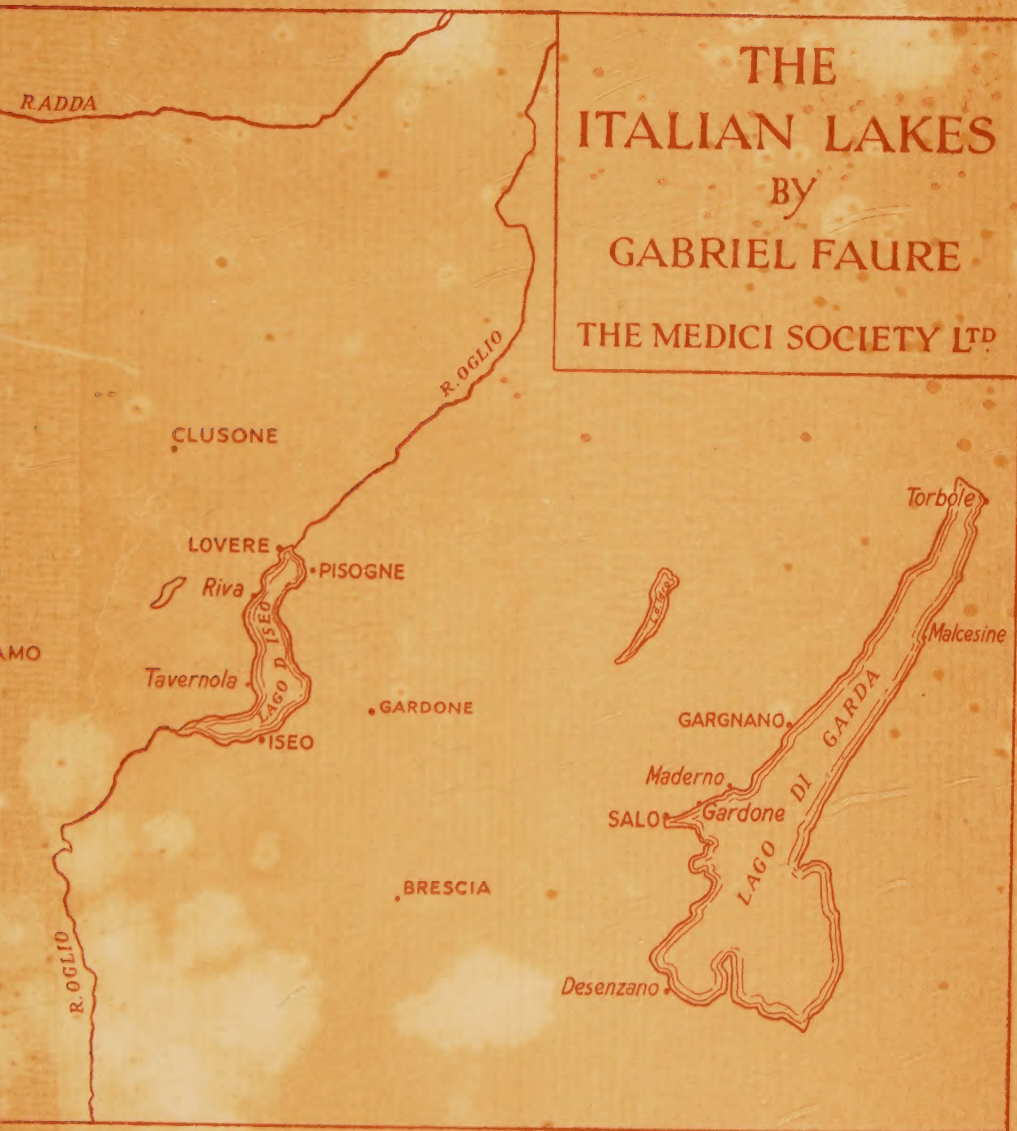 R.ADDA
THE
ITALIAN LAKES
BY
GABRIEL FAURE
THE MEDICI SOCIETY LTD
R. OGLIO
CLUSONE
Torbole
LOVERE
PISOGNE
Riva
LAGO D ISEO
Malcesine
AMO
Tavernola
GARDONE
GARGNANO
LAGO DI GARDA
ISEO
Maderno
SALO
Gardone
BRESCIA
R. OGLIO
Desenzano